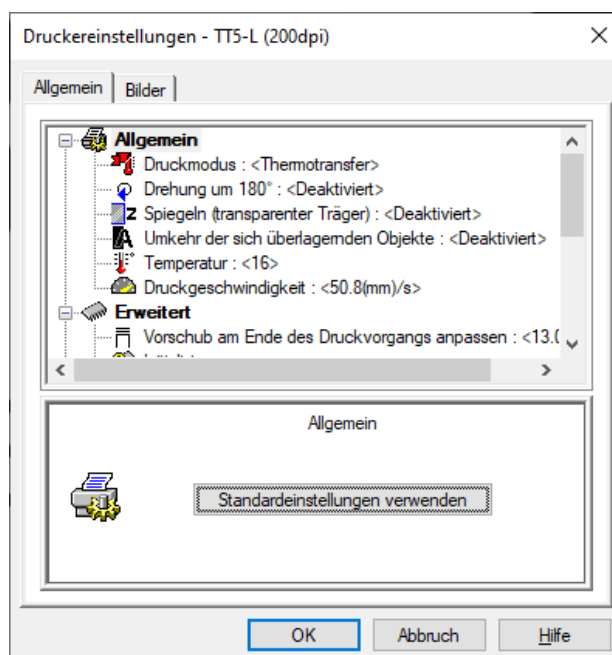 Druckereinstellungen - TT5-L (200dpi)
Allgemein
Bilder
Allgemein
Druckmodus : <Thermotransfer>
Drehung um 180° : <Deaktiviert>
Spiegeln (transparenter Träger) : <Deaktiviert>
Umkehr der sich überlagernden Objekte : <Deaktiviert>
Temperatur : <16>
Druckgeschwindigkeit : <50.8(mm)/s>
Erweitert
Vorschub am Ende des Druckvorgangs anpassen : <13.0
Allgemein
Standardeinstellungen verwenden
OK
Abbruch
Hilfe